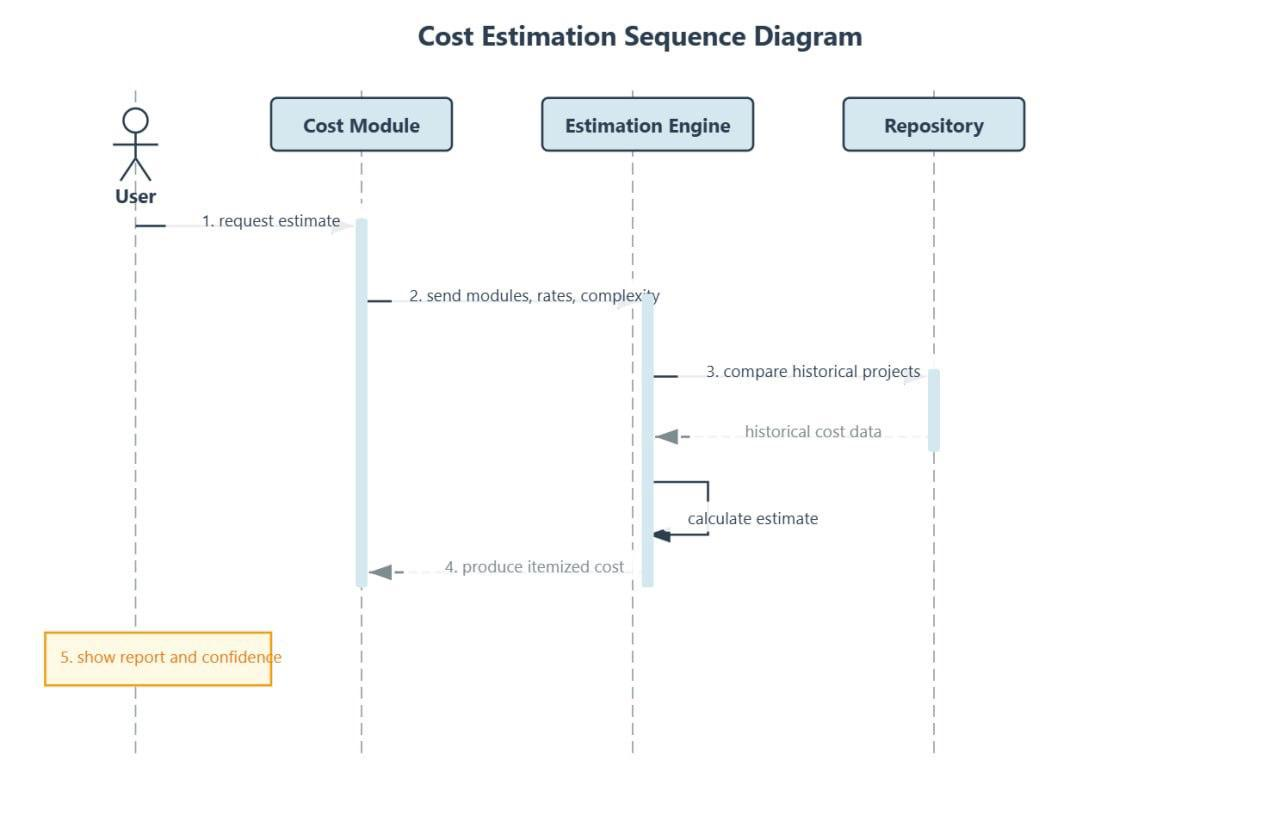 Cost Estimation Sequence Diagram
Cost Module
Estimation Engine
Repository
User
1. request estimate
2. send modules, rates, complexity
3. compare historical projects
historical cost data
calculate estimate
4. produce itemized cost
5. show report and confidence